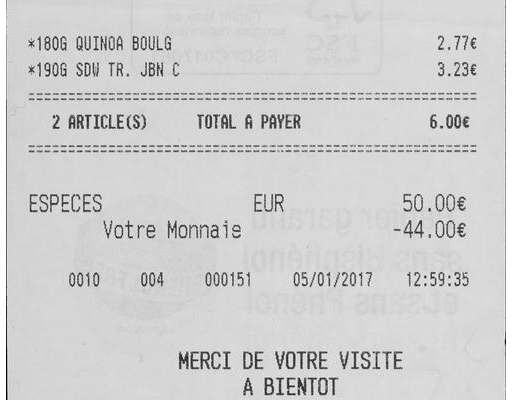 *180G QUINOA BOULG 2.77€
*190G SDW TR. JBN C 3.23€
2 ARTICLE(S) TOTAL A PAYER 6.00€
ESPECES EUR 50.00€
Votre Monnaie -44.00€
0010 004 000151 05/01/2017 12:59:35
MERCI DE VOTRE VISITE
A BIENTOT